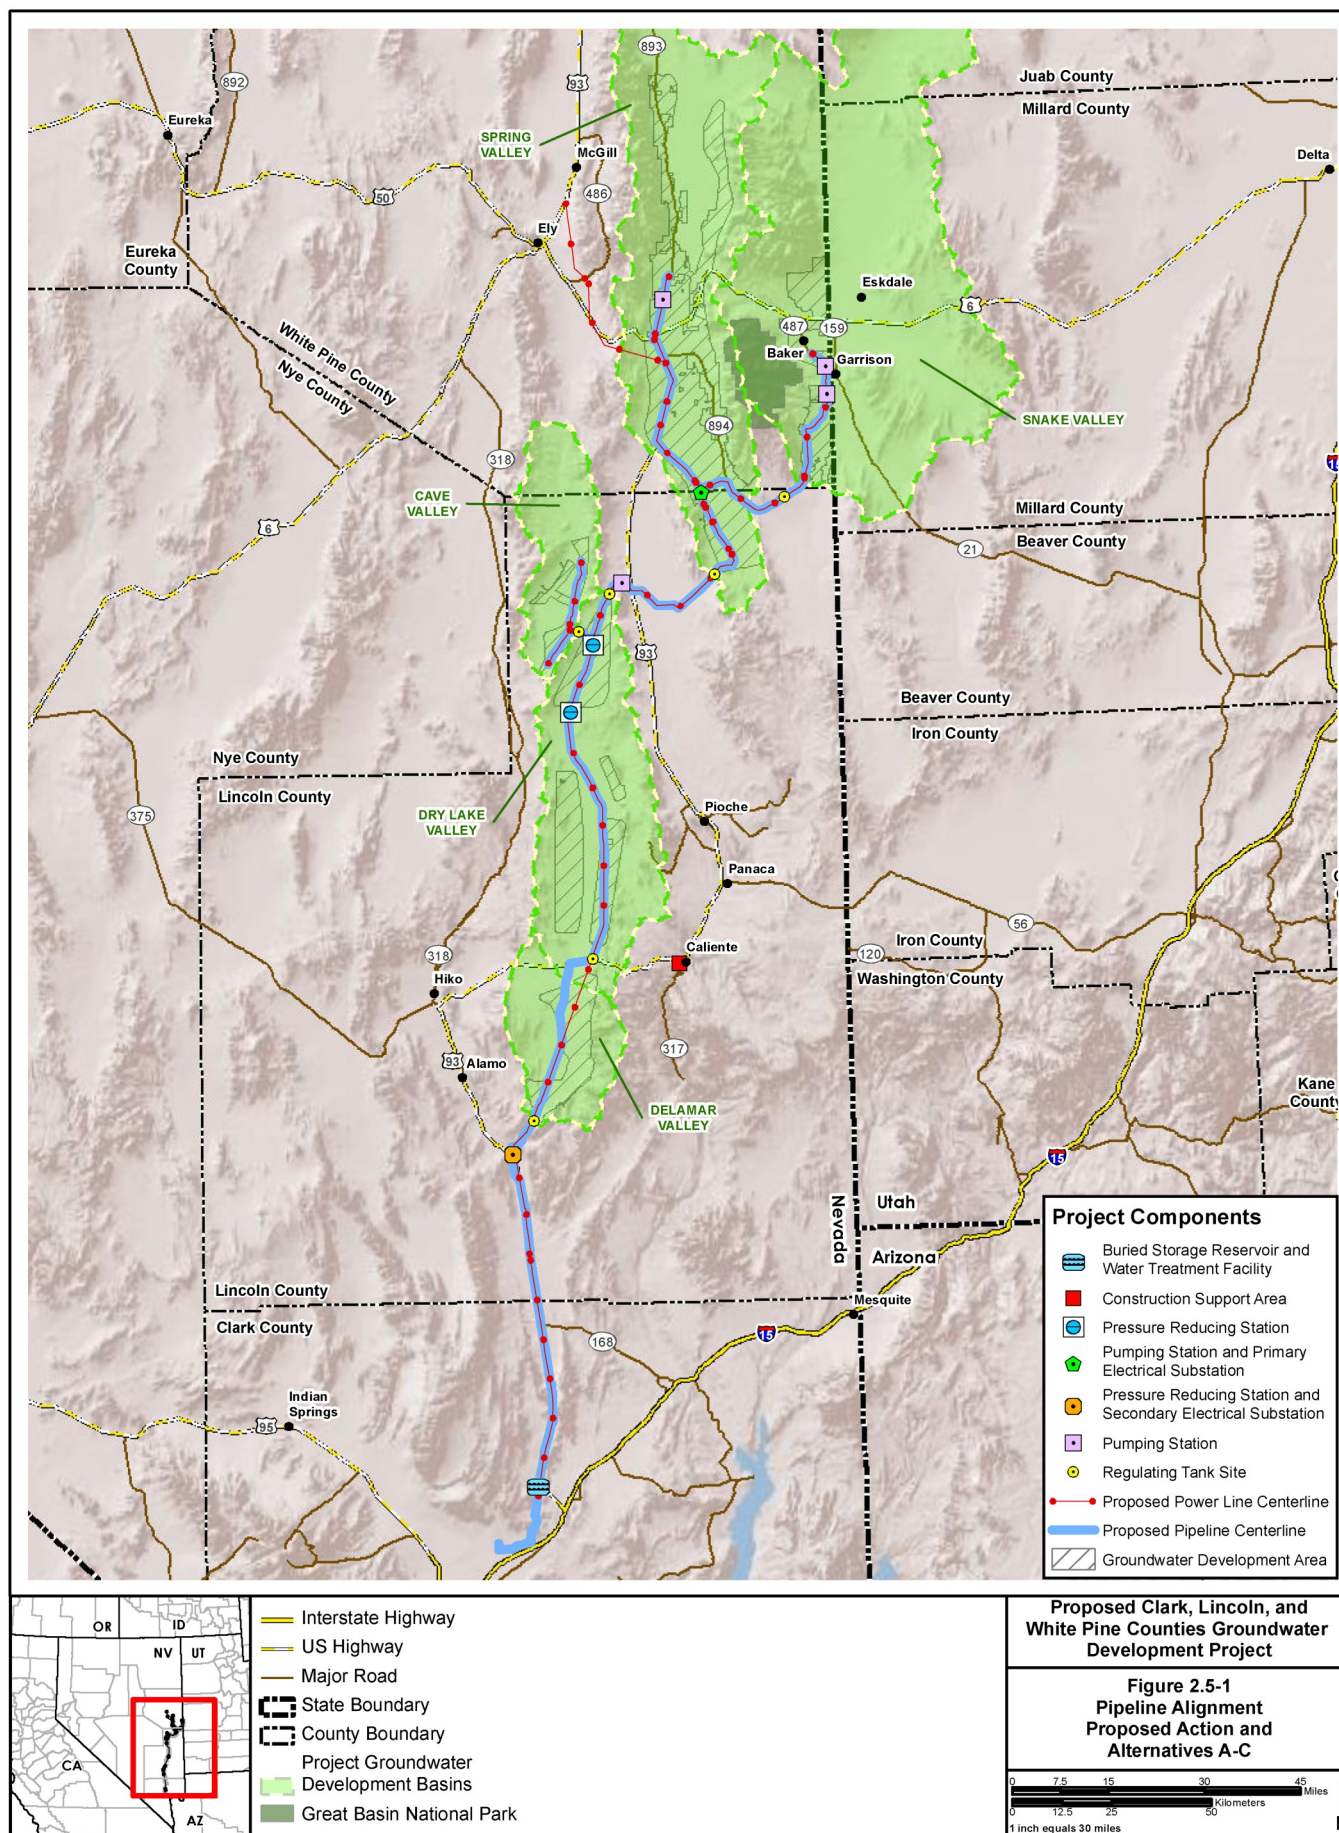 893
892
93
Juab County
Millard County
Eureka
SPRING
VALLEY
McGill
Delta
486
50
Ely
Eureka
County
Eskdale
6
487
159
White Pine County
Nye County
Baker
Garrison
894
SNAKE VALLEY
318
15
CAVE
VALLEY
6
Millard County
Beaver County
21
93
Beaver County
Iron County
Nye County
Lincoln County
375
DRY LAKE
VALLEY
Pioche
Panaca
56
318
Caliente
Iron County
120
Washington County
Hiko
317
93
Alamo
Kane
County
DELAMAR
VALLEY
15
Nevada
Utah
Arizona
Lincoln County
Clark County
Mesquite
15
168
Indian
Springs
95
Project Components
Buried Storage Reservoir and
Water Treatment Facility
Construction Support Area
Pressure Reducing Station
Pumping Station and Primary
Electrical Substation
Pressure Reducing Station and
Secondary Electrical Substation
Pumping Station
Regulating Tank Site
Proposed Power Line Centerline
Proposed Pipeline Centerline
Groundwater Development Area
OR
ID
NV
UT
CA
AZ
Interstate Highway
US Highway
Major Road
State Boundary
County Boundary
Project Groundwater
Development Basins
Great Basin National Park
Proposed Clark, Lincoln, and
White Pine Counties Groundwater
Development Project
Figure 2.5-1
Pipeline Alignment
Proposed Action and
Alternatives A-C
0 7.5 15 30 45
Miles
Kilometers
0 12.5 25 50
1 inch equals 30 miles